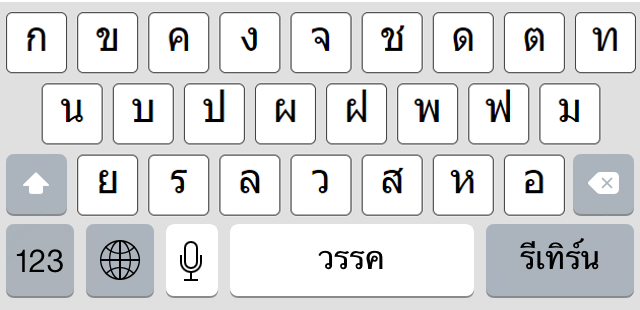 ก ข ค ง จ ช ด ต ท
น บ ป ผ ฝ พ ฟ ม
ย ร ล ว ส ห อ
123 วรรค รีเทิร์น